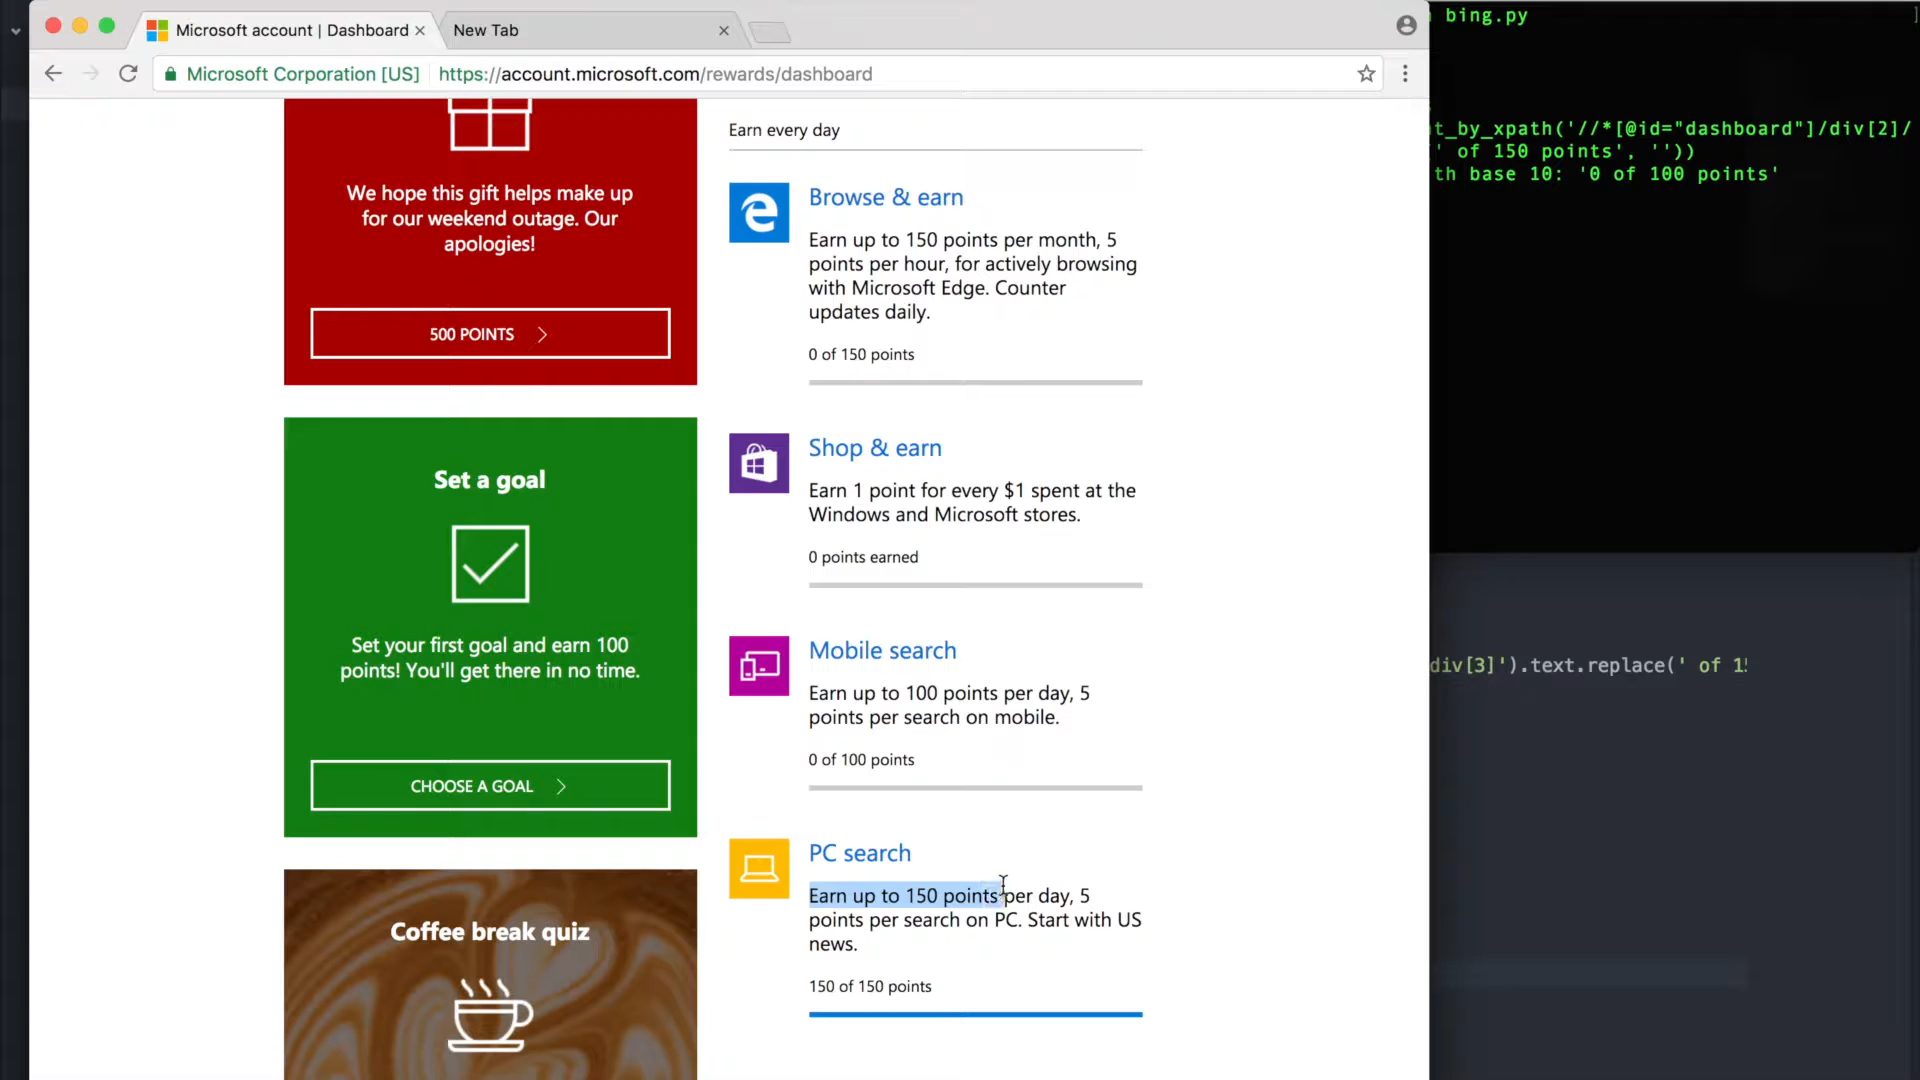 Microsoft account | Dashboard
New Tab
Microsoft Corporation [US]
https://account.microsoft.com/rewards/dashboard
We hope this gift helps make up
for our weekend outage. Our
apologies!
500 POINTS
Set a goal
Set your first goal and earn 100
points! You'll get there in no time.
CHOOSE A GOAL
Coffee break quiz
Earn every day
Browse & earn
Earn up to 150 points per month, 5
points per hour, for actively browsing
with Microsoft Edge. Counter
updates daily.
0 of 150 points
Shop & earn
Earn 1 point for every $1 spent at the
Windows and Microsoft stores.
0 points earned
Mobile search
Earn up to 100 points per day, 5
points per search on mobile.
0 of 100 points
PC search
Earn up to 150 points per day, 5
points per search on PC. Start with US
news.
150 of 150 points
bing.py
t_by_xpath('//*[@id="dashboard"]/div[2]/
' of 150 points', ''))
th base 10: '0 of 100 points'
div[3]').text.replace(' of 1